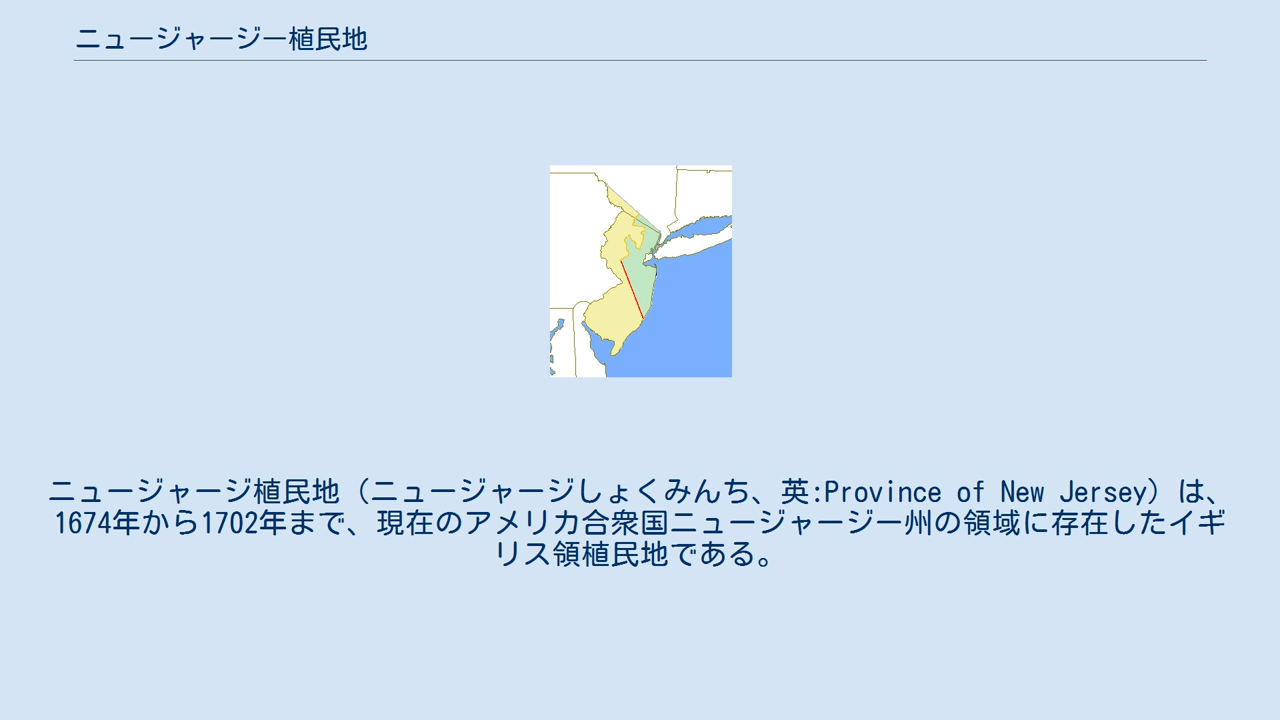 ニュージャージー植民地
ニュージャージ植民地（ニュージャージしょくみんち、英:Province of New Jersey）は、
1674年から1702年まで、現在のアメリカ合衆国ニュージャージー州の領域に存在したイギ
リス領植民地である。